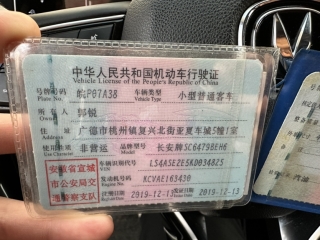 中华人民共和国机动车行驶证
Vehicle License of the People's Republic of China
号牌号码 皖P07A38 车辆类型 小型普通客车
Plate No. Vehicle Type
所有人 郭锐
住址 广德市桃州镇复兴北街亚夏车城5幢1室
使用性质 非营运 品牌型号 长安牌SC6479BEH6
Use Character Model
安徽省宣城
市公安局交
通警察支队
车辆识别代号 LS4ASE2E5KD034825
VIN
发动机号码 KCVAE163430
Engine No.
注册日期 2019-12-13 发证日期 2019-12-13